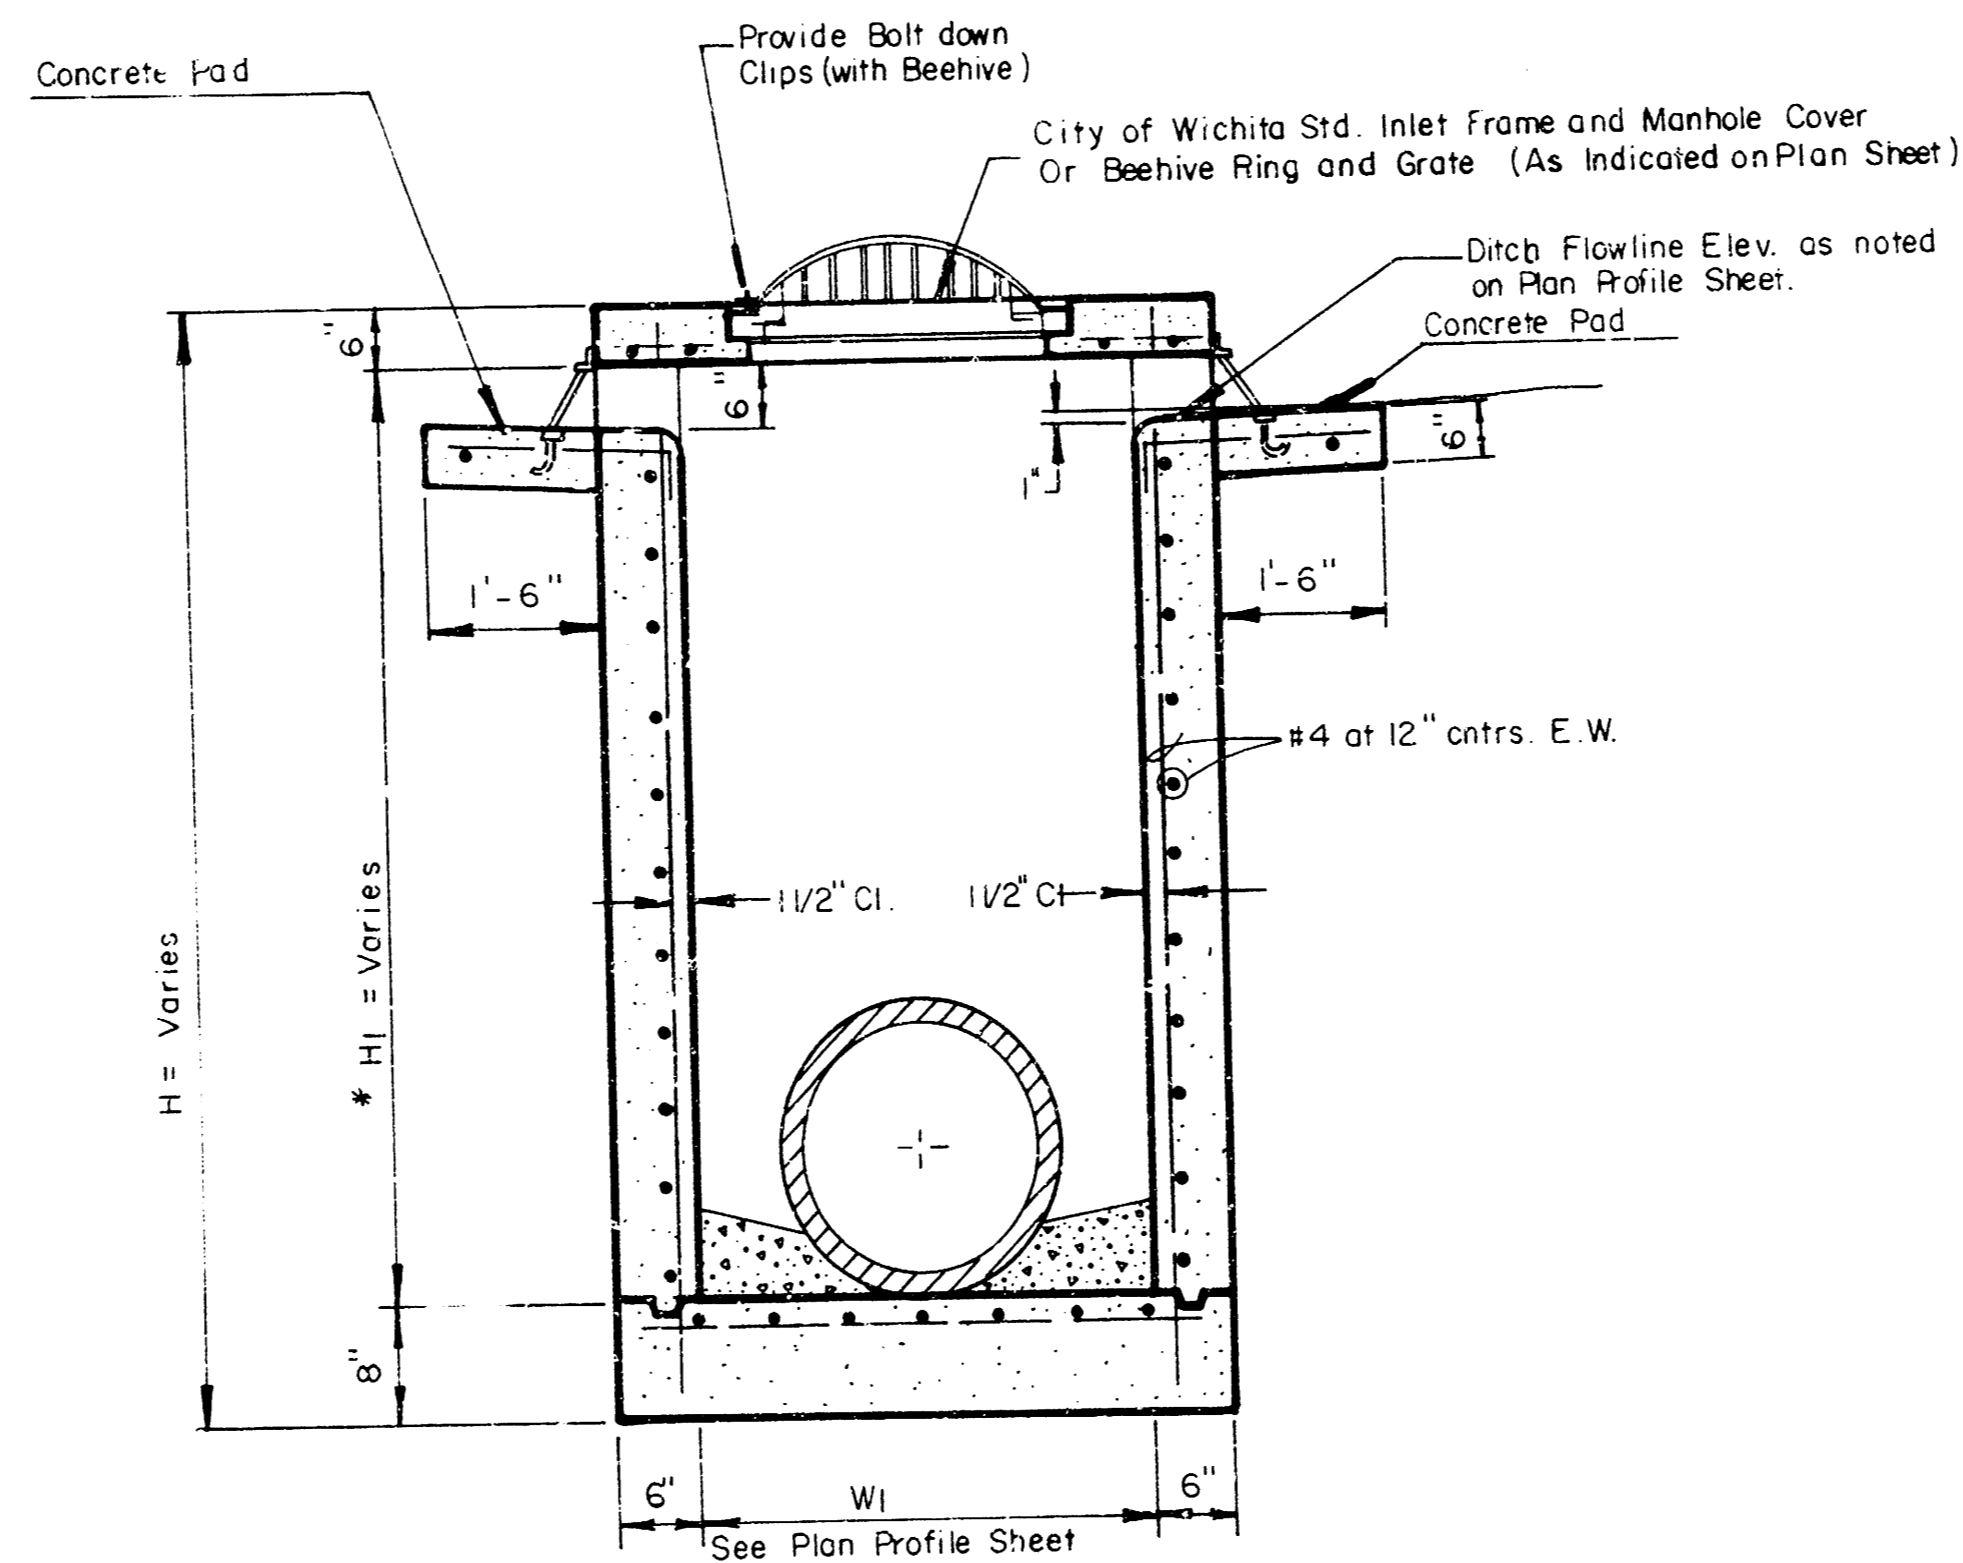 Provide Bolt down
Clips (with Beehive)
Concrete Pad
City of Wichita Std. Inlet Frame and Manhole Cover
Or Beehive Ring and Grate (As Indicated on Plan Sheet)
Ditch Flowline Elev. as noted
on Plan Profile Sheet.
Concrete Pad
6"
6"
6"
1"
1'-6"
1'-6"
#4 at 12" cntrs. E.W.
1 1/2" Cl.
1 1/2" Cl
H = Varies
* H1 = Varies
8"
6"
W1
6"
See Plan Profile Sheet